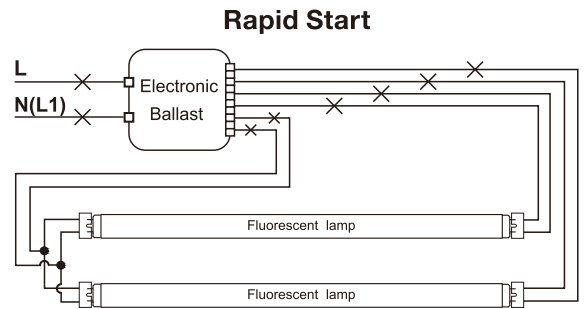 Rapid Start
L
N(L1)
Electronic
Ballast
Fluorescent lamp
Fluorescent lamp